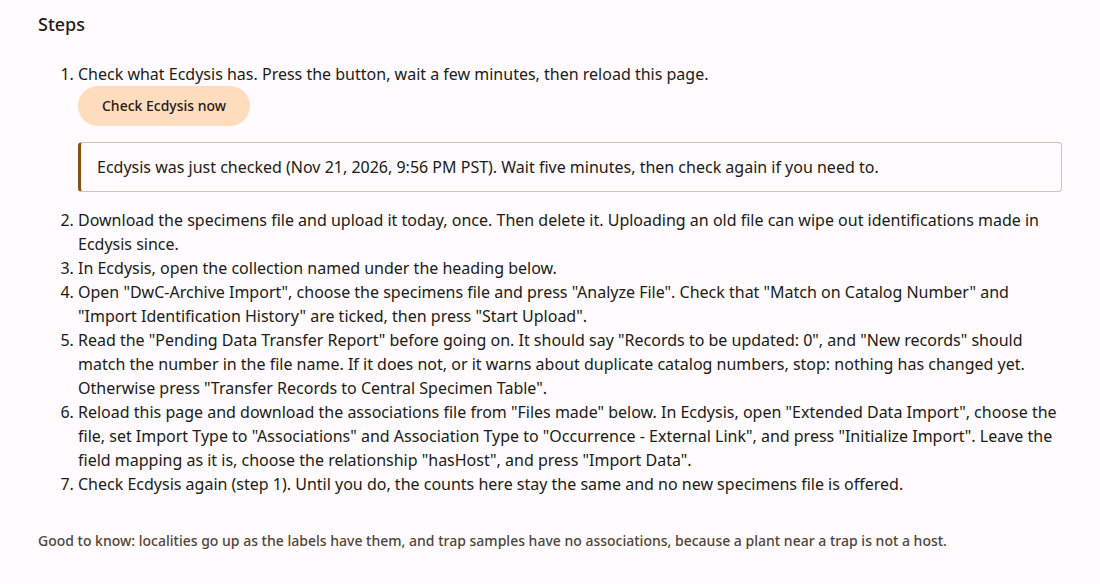 Steps
1. Check what Ecdysis has. Press the button, wait a few minutes, then reload this page.
Check Ecdysis now
Ecdysis was just checked (Nov 21, 2026, 9:56 PM PST). Wait five minutes, then check again if you need to.
2. Download the specimens file and upload it today, once. Then delete it. Uploading an old file can wipe out identifications made in
Ecdysis since.
3. In Ecdysis, open the collection named under the heading below.
4. Open "DwC-Archive Import", choose the specimens file and press "Analyze File". Check that "Match on Catalog Number" and
"Import Identification History" are ticked, then press "Start Upload".
5. Read the "Pending Data Transfer Report" before going on. It should say "Records to be updated: 0", and "New records" should
match the number in the file name. If it does not, or it warns about duplicate catalog numbers, stop: nothing has changed yet.
Otherwise press "Transfer Records to Central Specimen Table".
6. Reload this page and download the associations file from "Files made" below. In Ecdysis, open "Extended Data Import", choose the
file, set Import Type to "Associations" and Association Type to "Occurrence - External Link", and press "Initialize Import". Leave the
field mapping as it is, choose the relationship "hasHost", and press "Import Data".
7. Check Ecdysis again (step 1). Until you do, the counts here stay the same and no new specimens file is offered.
Good to know: localities go up as the labels have them, and trap samples have no associations, because a plant near a trap is not a host.